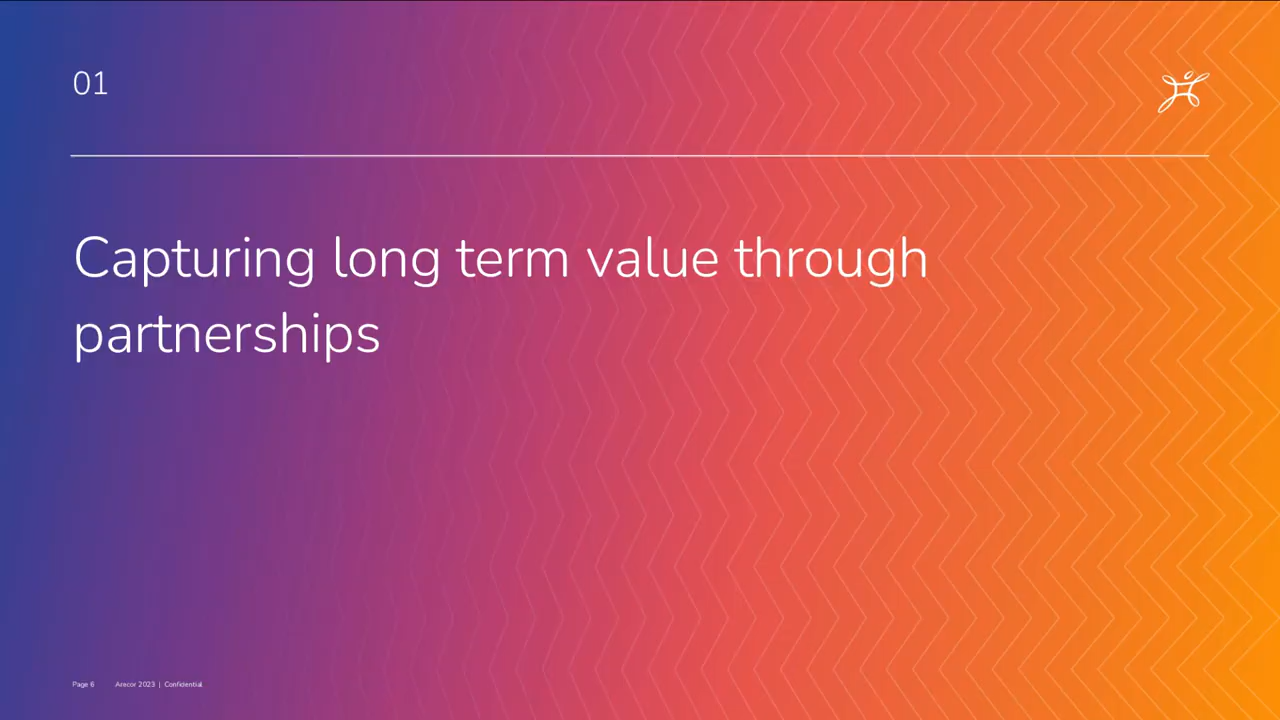 01
Capturing long term value through
partnerships
Page 6 Arecor 2023 | Confidential